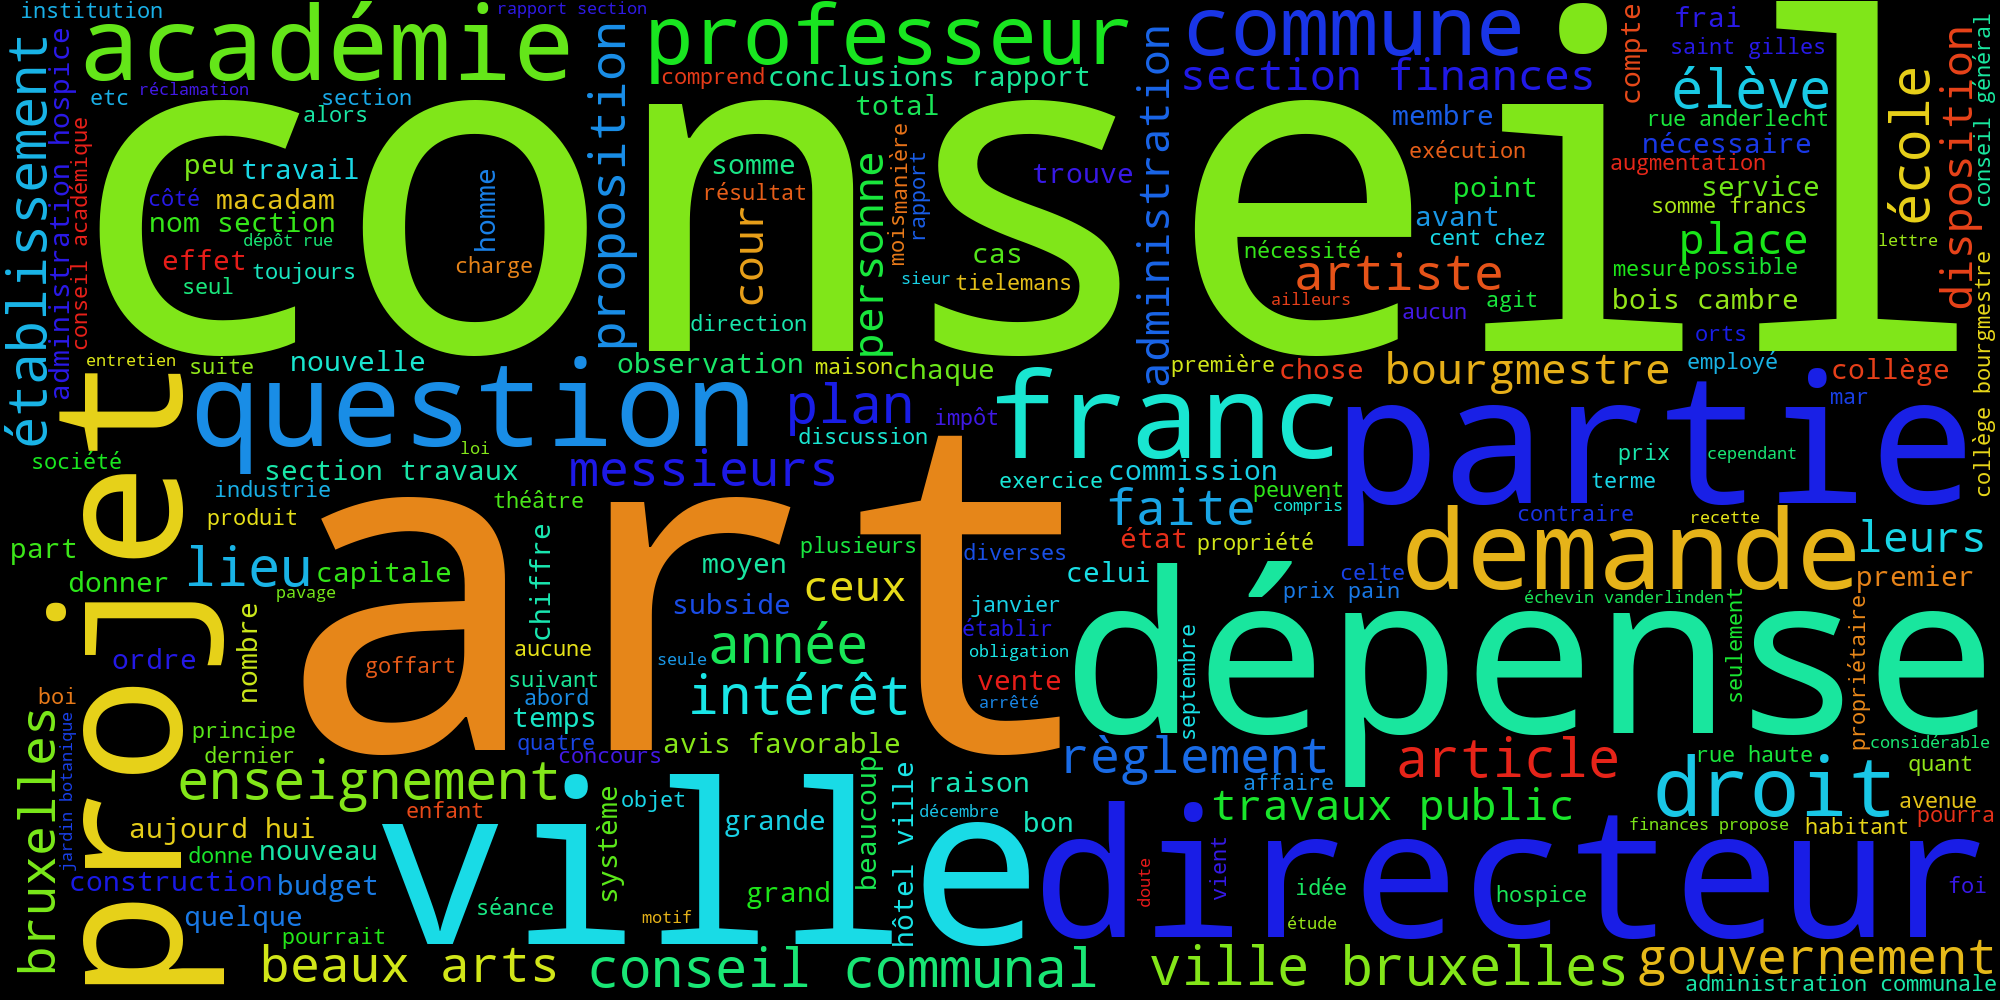 institution
rapport section
académie
professeur
commune
conseil
frai
saint gilles
compte
comprend
conclusions rapport
section finances
élève
école
disposition
conseil général
etc
réclamation
section
alors
total
membre
rue anderlecht
nécessaire
établissement
administration hospice
conseil académique
proposition
personne
administration
moismanière
rapport
peu
travail
homme
somme
trouve
exécution
augmentation
côté
macadam
résultat
point
service
nom section
cour
avant
somme francs
dépôt rue
cas
cent chez
place
lettre
effet
toujours
charge
sieur
tielemans
nécessité
artiste
mesure
possible
seul
ailleurs
agit
bois cambre
direction
aucun
orts
collège bourgmestre
entretien
suite
nouvelle
observation
maison
chaque
première
chose
bourgmestre
employé
collège
projet
question
plan
impôt
franc
partie
mar
société
loi
discussion
section travaux
messieurs
exercice
commission
prix
cependant
industrie
théâtre
peuvent
terme
produit
art
faite
compris
contraire
recette
demande
leurs
part
chiffre
plusieurs
diverses
état
propriété
donner
lieu
capitale
moyen
ceux
celui
celte
premier
pavage
prix pain
nombre
subside
janvier
dépense
échevin vanderlinden
seulement
propriétaire
ordre
goffart
aucune
seule
année
établir
obligation
septembre
boi
suivant
abord
intérêt
vente
arrêté
bruxelles
jardin botanique
principe
temps
quatre
dernier
concours
avis favorable
règlement
article
rue haute
considérable
quant
enseignement
beaucoup
hôtel ville
raison
affaire
droit
enfant
système
objet
ville
décembre
travaux public
avenue
aujourd hui
grande
bon
directeur
finances propose
habitant
pourra
donne
nouveau
construction
budget
grand
doute
vient
idée
hospice
foi
quelque
séance
motif
étude
pourrait
beaux arts
conseil communal
ville bruxelles
gouvernement
administration communale